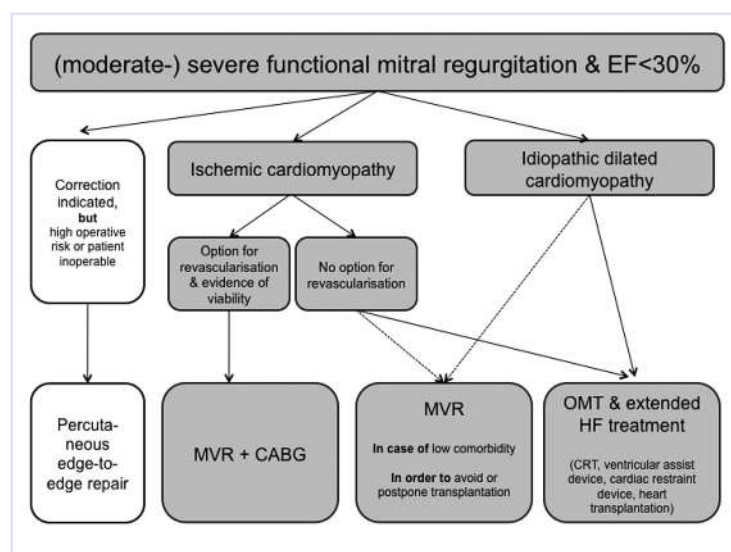 (moderate-) severe functional mitral regurgitation & EF<30%
Correction
indicated,
but
high operative
risk or patient
inoperable
Ischemic cardiomyopathy
Idiopathic dilated
cardiomyopathy
Option for
revascularisation
& evidence of
viability
No option for
revascularisation
Percuta-
neous
edge-to-
edge repair
MVR + CABG
MVR
In case of low comorbidity
In order to avoid or
postpone transplantation
OMT & extended
HF treatment
(CRT, ventricular assist
device, cardiac restraint
device, heart
transplantation)